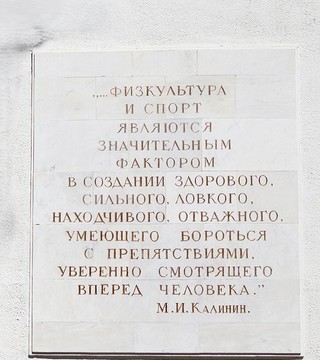 „...ФИЗКУЛЬТУРА
И СПОРТ
ЯВЛЯЮТСЯ
ЗНАЧИТЕЛЬНЫМ
ФАКТОРОМ
В СОЗДАНИИ ЗДОРОВОГО,
СИЛЬНОГО, ЛОВКОГО,
НАХОДЧИВОГО, ОТВАЖНОГО,
УМЕЮЩЕГО БОРОТЬСЯ
С ПРЕПЯТСТВИЯМИ,
УВЕРЕННО СМОТРЯЩЕГО
ВПЕРЕД ЧЕЛОВЕКА."
М.И.КАЛИНИН.